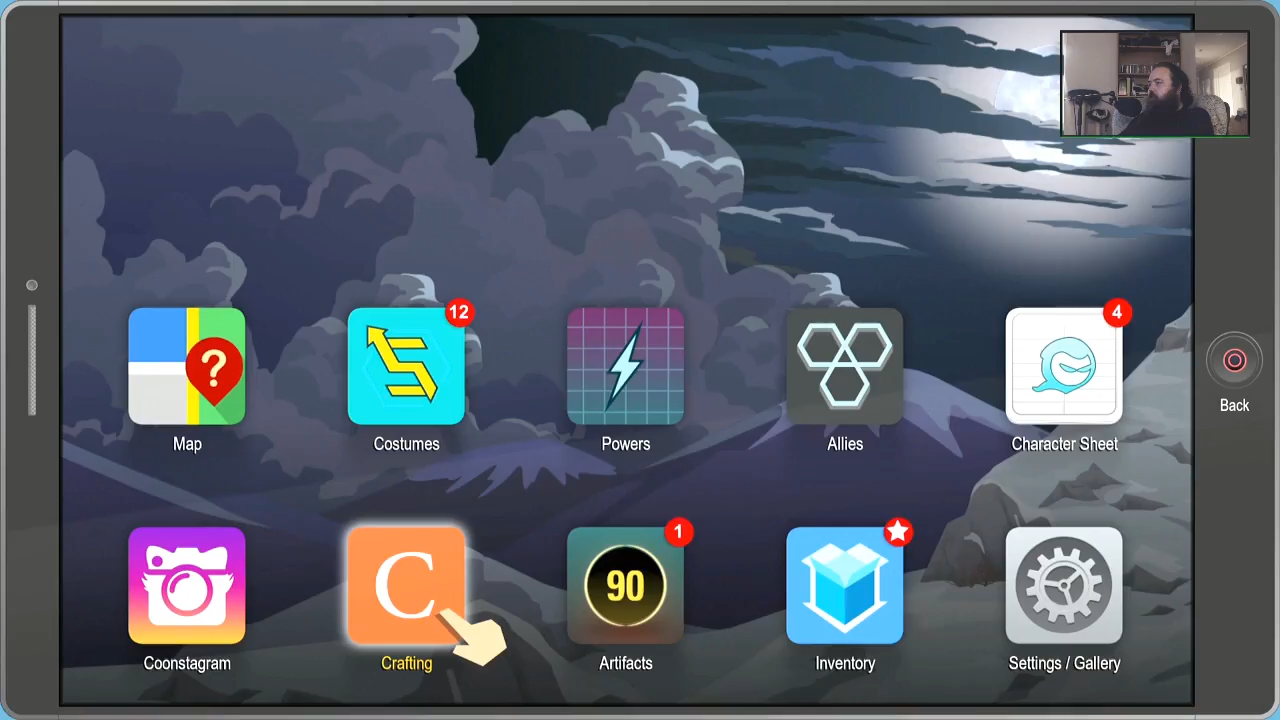 12
4
?
Map
Costumes
Powers
Allies
Character Sheet
Back
1
C
90
Coonstagram
Crafting
Artifacts
Inventory
Settings / Gallery